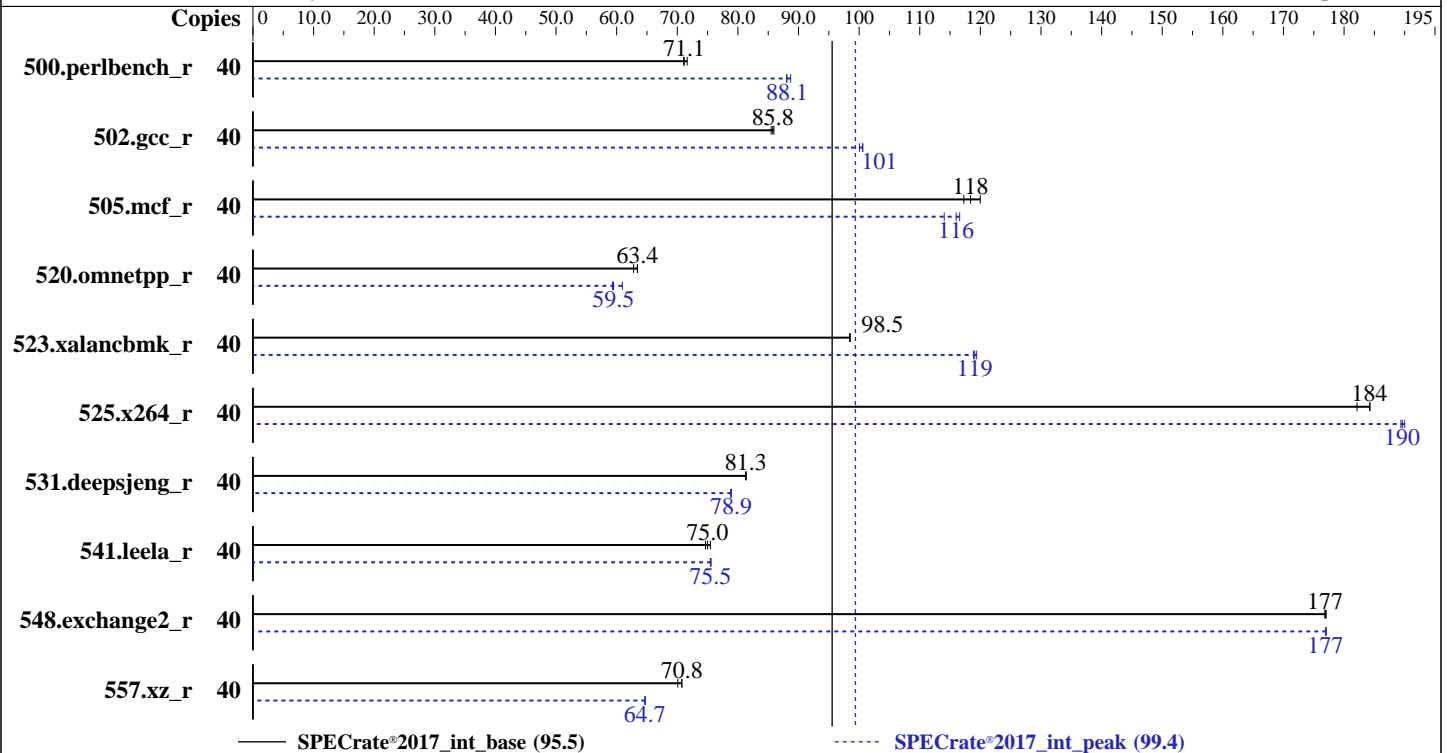 Copies 0 10.0 20.0 30.0 40.0 50.0 60.0 70.0 80.0 90.0 100 110 120 130 140 150 160 170 180 195
500.perlbench_r 40 71.1
88.1
502.gcc_r 40 85.8
101
505.mcf_r 40 118
116
520.omnetpp_r 40 63.4
59.5
523.xalancbmk_r 40 98.5
119
525.x264_r 40 184
190
531.deepsjeng_r 40 81.3
78.9
541.leela_r 40 75.0
75.5
548.exchange2_r 40 177
177
557.xz_r 40 70.8
64.7
SPECrate®2017_int_base (95.5) SPECrate®2017_int_peak (99.4)